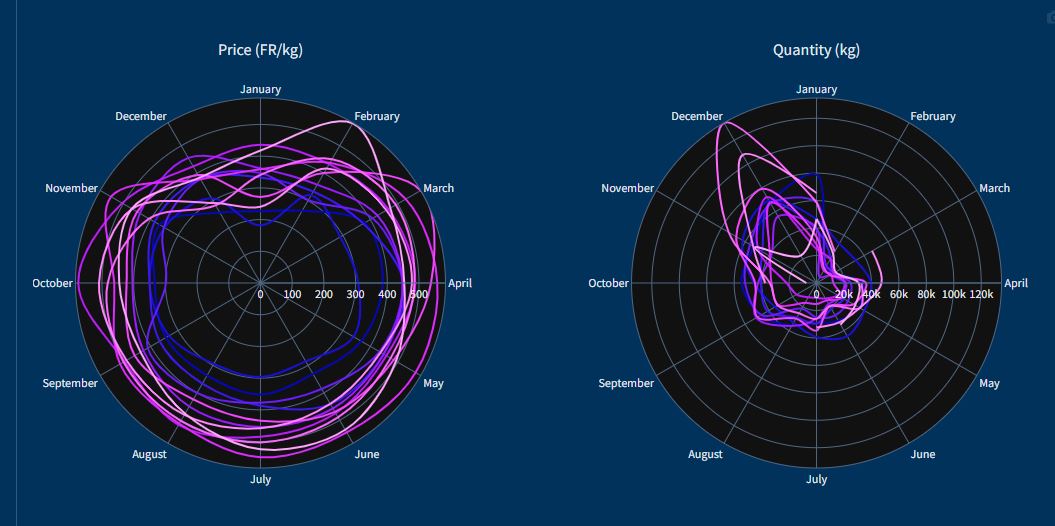 Price (FR/kg)
January
February
March
April
May
June
July
August
September
October
November
December
0 100 200 300 400 500
Quantity (kg)
January
February
March
April
May
June
July
August
September
October
November
December
0 20k 40k 60k 80k 100k 120k